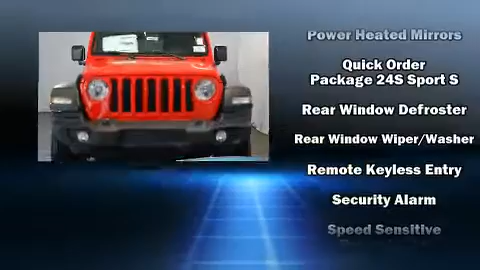 Power Heated Mirrors
Quick Order
Package 24S Sport S
Rear Window Defroster
Rear Window Wiper/Washer
Remote Keyless Entry
Security Alarm
Speed Sensitive